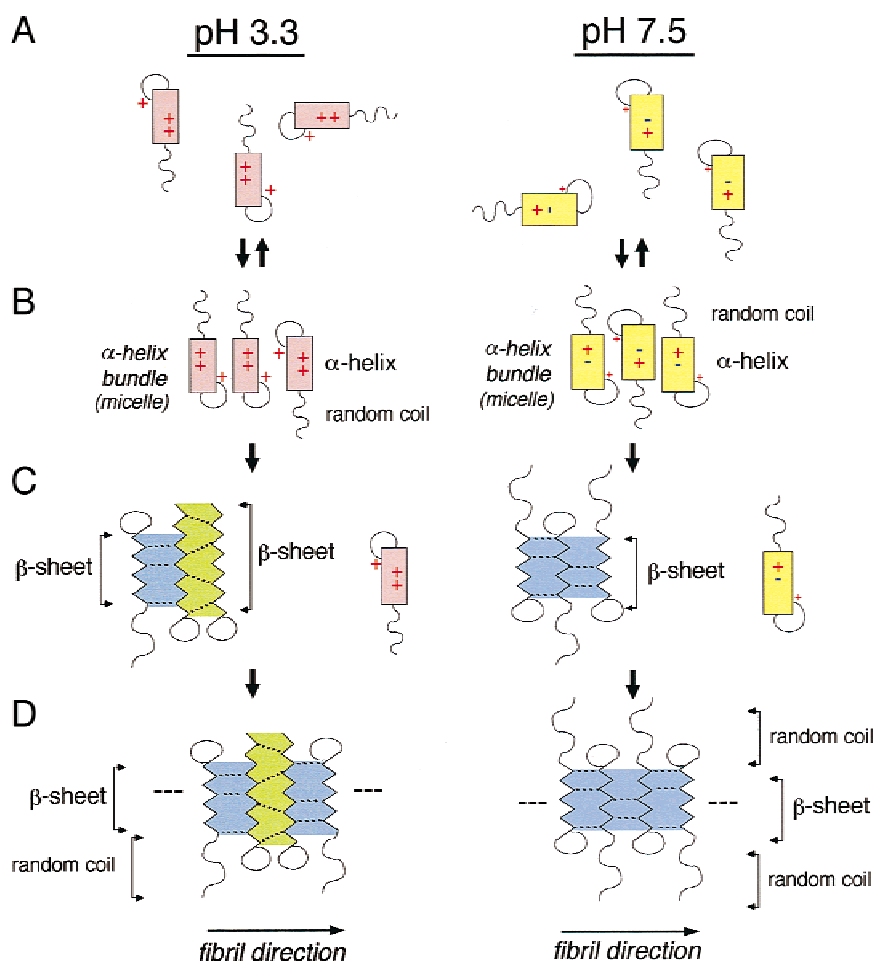 A
pH 3.3
pH 7.5
+
++
++
+
++
+
+
-
+
+
-
+
+
+ -
+
B
α-helix
bundle
(micelle)
++
+
++
+
+
++
α-helix
random coil
α-helix
bundle
(micelle)
+
-
+
+
-
+
+
-
+
random coil
α-helix
C
β-sheet
β-sheet
+
++
β-sheet
+
-
+
D
β-sheet
random coil
fibril direction
random coil
β-sheet
random coil
fibril direction